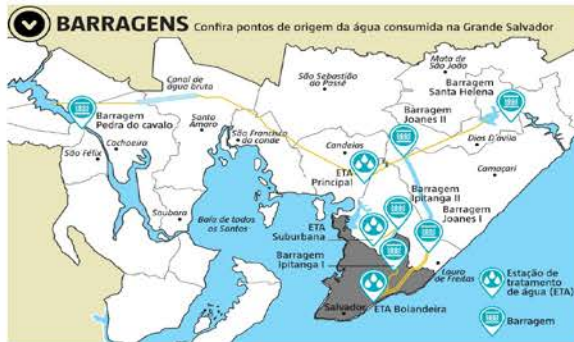 BARRAGENS Confira pontos de origem da água consumida na Grande Salvador
Canal de
água bruta
São Sebastião
do Passé
Mata de
São João
Barragem
Santa Helena
Barragem
Joanes II
Barragem
Pedra do cavalo
Santo
Amaro
São Francisco
do conde
Candeias
Dias D'avila
São Félix
Cachoeira
ETA
Principal
Camaçari
Barragem
Ipitanga II
Saubara
Baía de todos
os Santos
ETA
Suburbana
Barragem
Joanes I
Barragem
Ipitanga I
Lauro
de Freitas
Estação de
tratamento
de água (ETA)
Salvador
ETA Bolandeira
Barragem